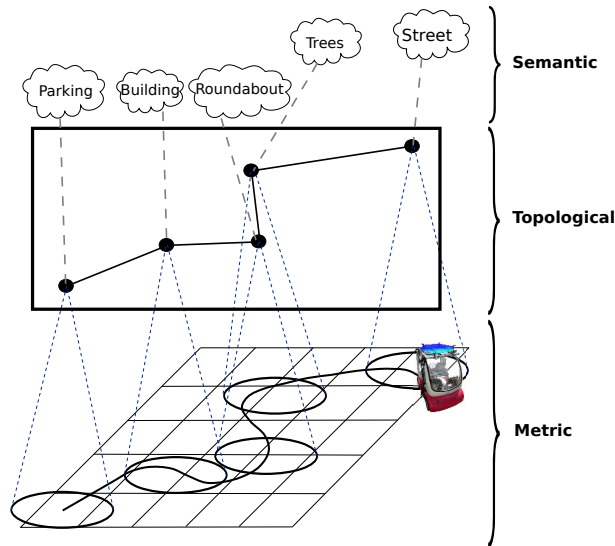 Trees
Street
Semantic
Parking
Building
Roundabout
Topological
Metric